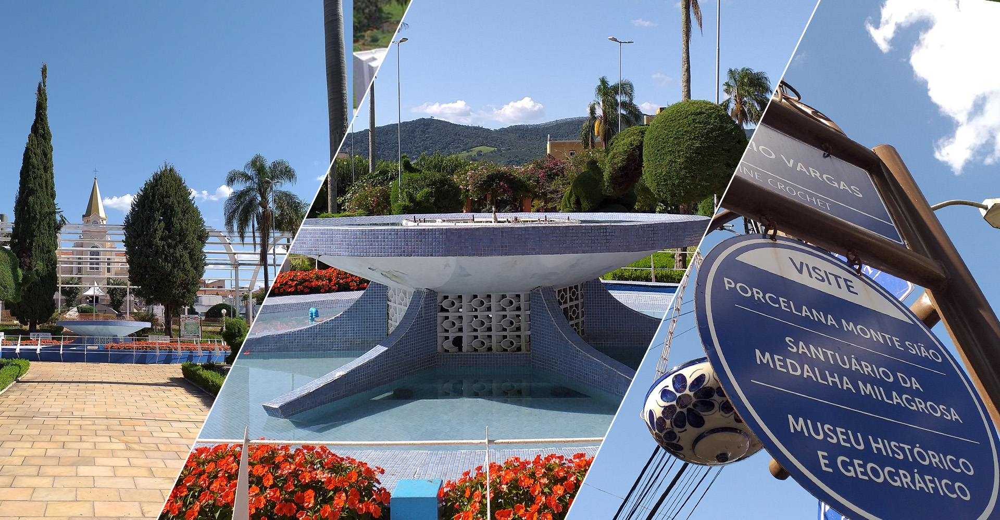 VARGAS
CROCHET
VISITE
PORCELANA MONTE SIÃO
SANTUÁRIO DA
MEDALHA MILAGROSA
MUSEU HISTÓRICO
E GEOGRÁFICO